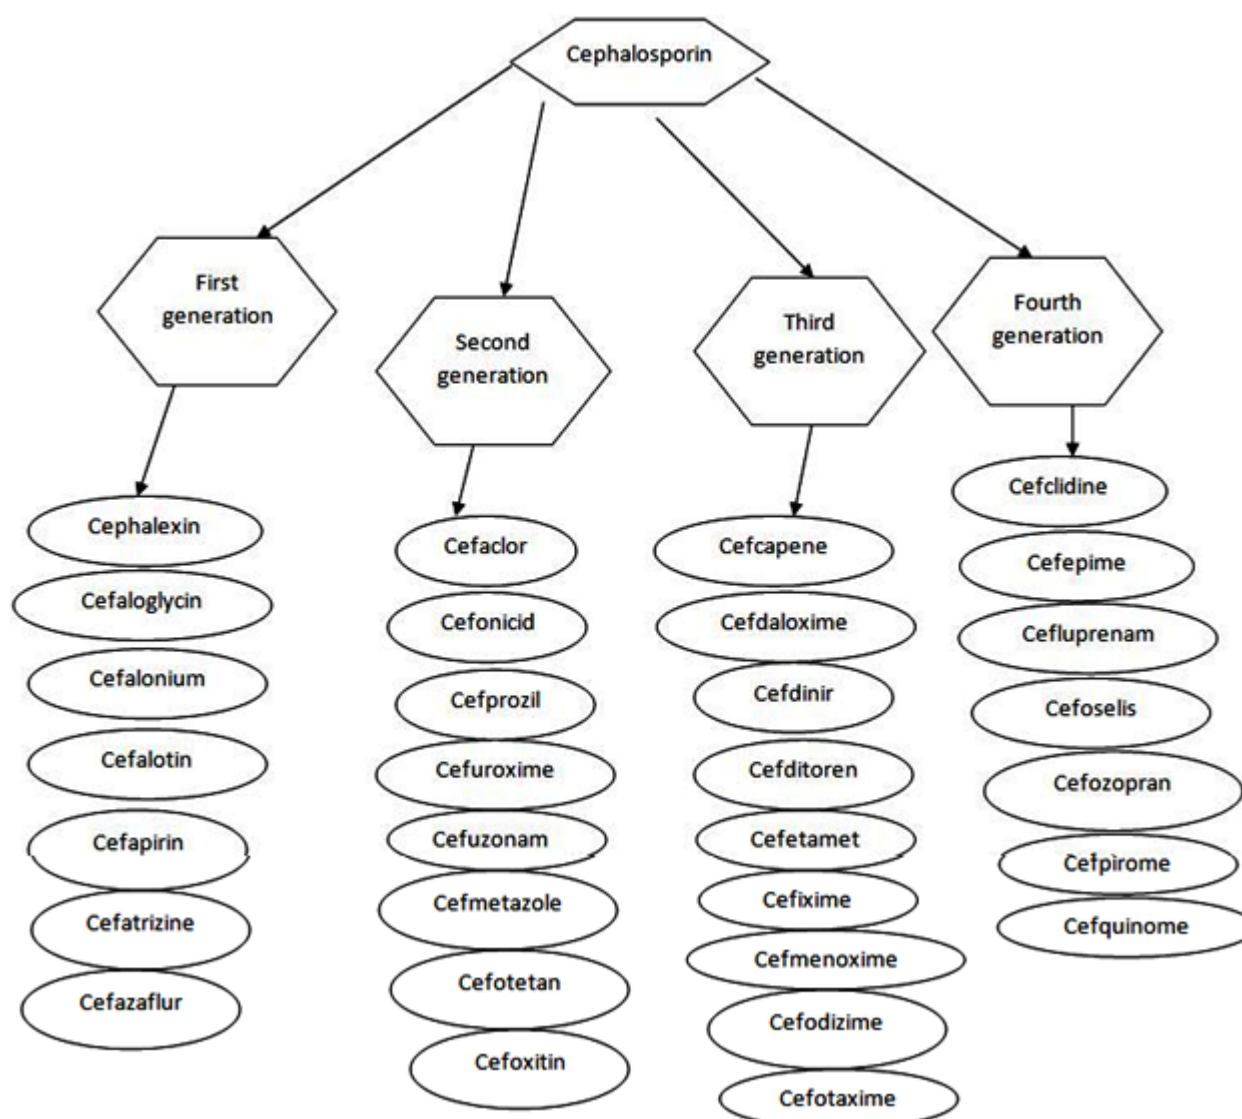 Cephalosporin
First
generation
Second
generation
Third
generation
Fourth
generation
Cephalexin
Cefaloglycin
Cefalonium
Cefalotin
Cefapirin
Cefatrizine
Cefazaflur
Cefaclor
Cefonicid
Cefprozil
Cefuroxime
Cefuzonam
Cefmetazole
Cefotetan
Cefoxitin
Cefcapene
Cefdaloxime
Cefdinir
Cefditoren
Cefetamet
Cefixime
Cefmenoxime
Cefodizime
Cefotaxime
Cefclidine
Cefepime
Cefluprenam
Cefoselis
Cefozopran
Cefpirome
Cefquinome